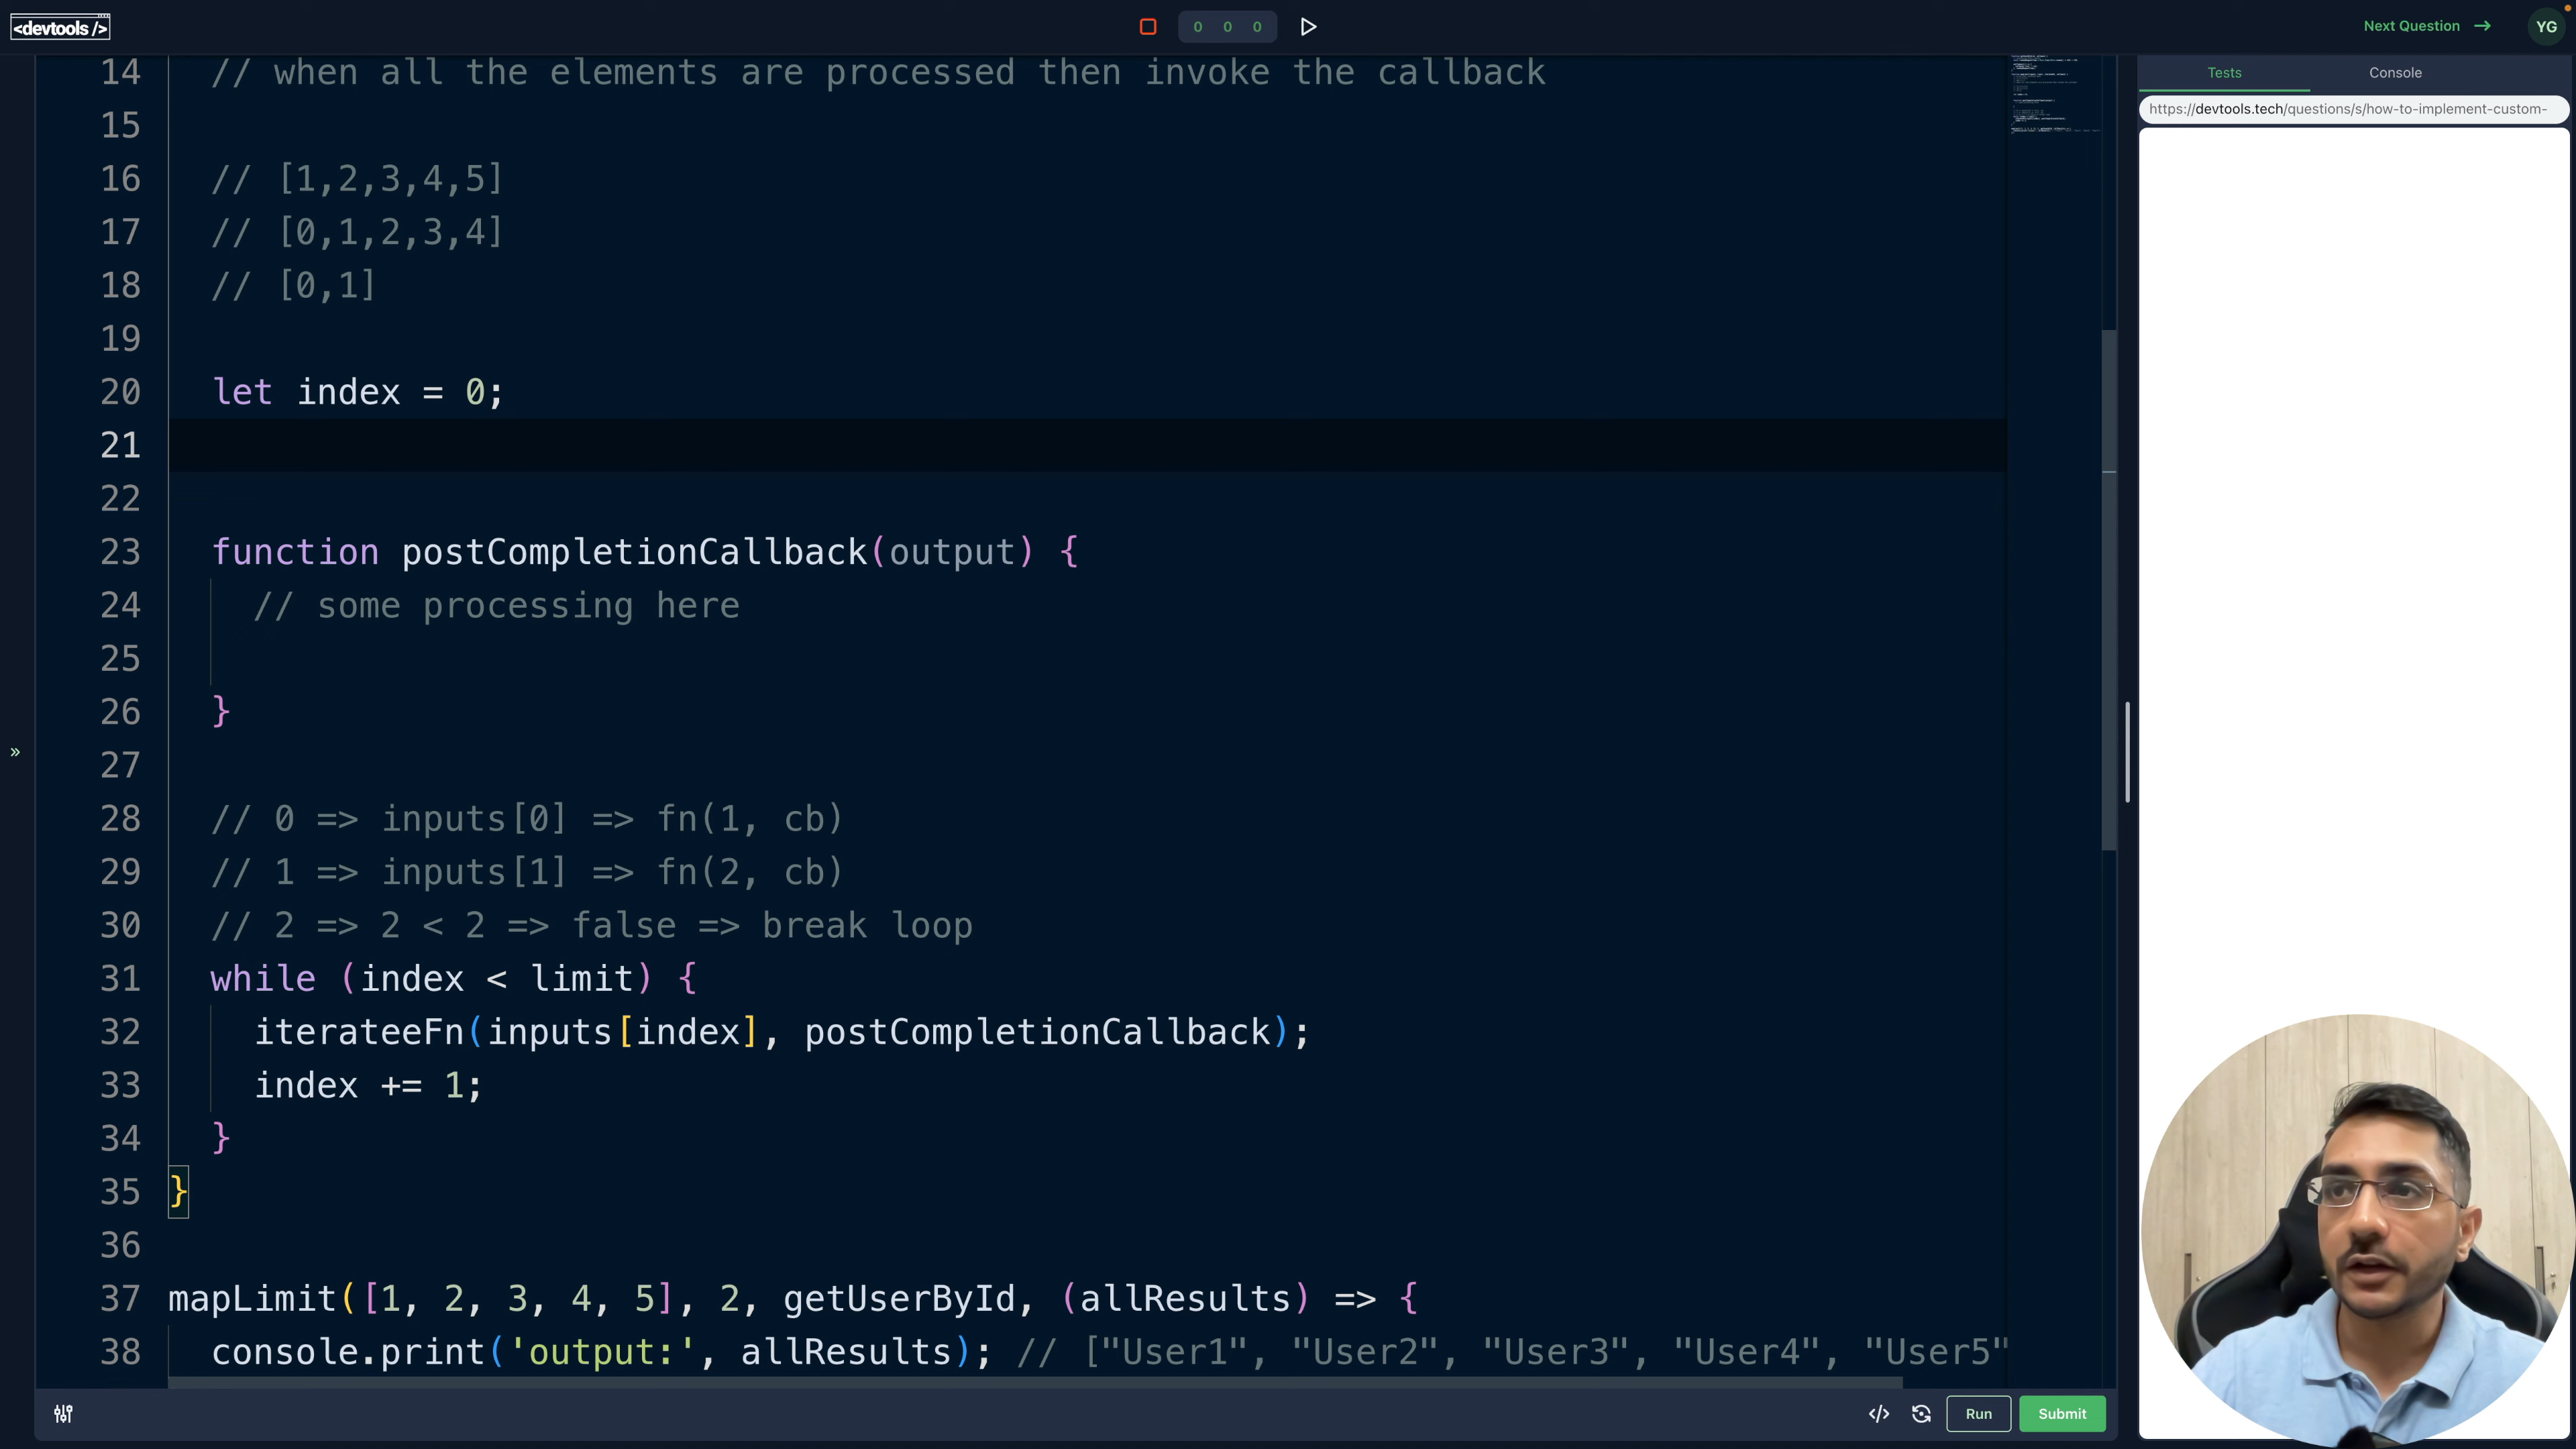 <devtools />
0 0 0
Next Question →
YG
Tests
Console
https://devtools.tech/questions/s/how-to-implement-custom-
14 // when all the elements are processed then invoke the callback
15
16 // [1,2,3,4,5]
17 // [0,1,2,3,4]
18 // [0,1]
19
20 let index = 0;
21
22
23 function postCompletionCallback(output) {
24 // some processing here
25
26 }
27
28 // 0 => inputs[0] => fn(1, cb)
29 // 1 => inputs[1] => fn(2, cb)
30 // 2 => 2 < 2 => false => break loop
31 while (index < limit) {
32 iterateeFn(inputs[index], postCompletionCallback);
33 index += 1;
34 }
35 }
36
37 mapLimit([1, 2, 3, 4, 5], 2, getUserById, (allResults) => {
38 console.print('output:', allResults); // ["User1", "User2", "User3", "User4", "User5"
»
</>
Run
Submit